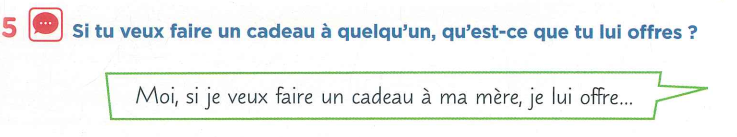 5 Si tu veux faire un cadeau à quelqu'un, qu'est-ce que tu lui offres ?
Moi, si je veux faire un cadeau à ma mère, je lui offre...